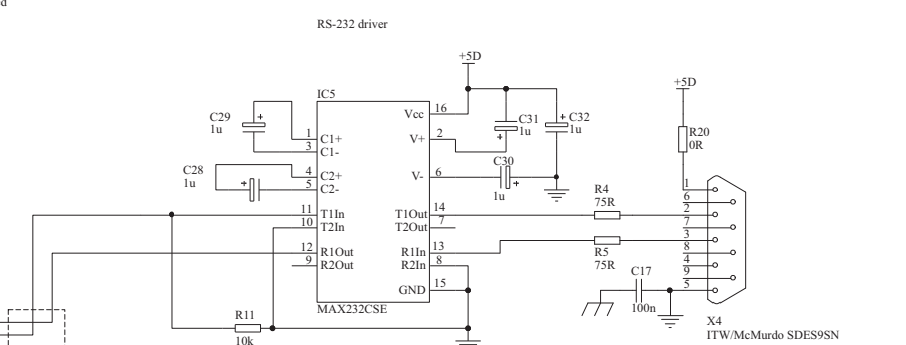 ed
RS-232 driver
+5D
IC5
+5D
C29
1u
Vcc
16
C31
1u
C32
1u
1
C1+
V+
2
R20
0R
3
C1-
C28
1u
4
C2+
V-
6
C30
1u
5
C2-
1
R4
75R
6
11
T1In
T1Out
14
2
10
T2In
T2Out
7
7
3
12
R1Out
R1In
13
R5
75R
8
9
R2Out
R2In
8
4
C17
100n
9
GND
15
5
MAX232CSE
R11
10k
X4
ITW/McMurdo SDES9SN